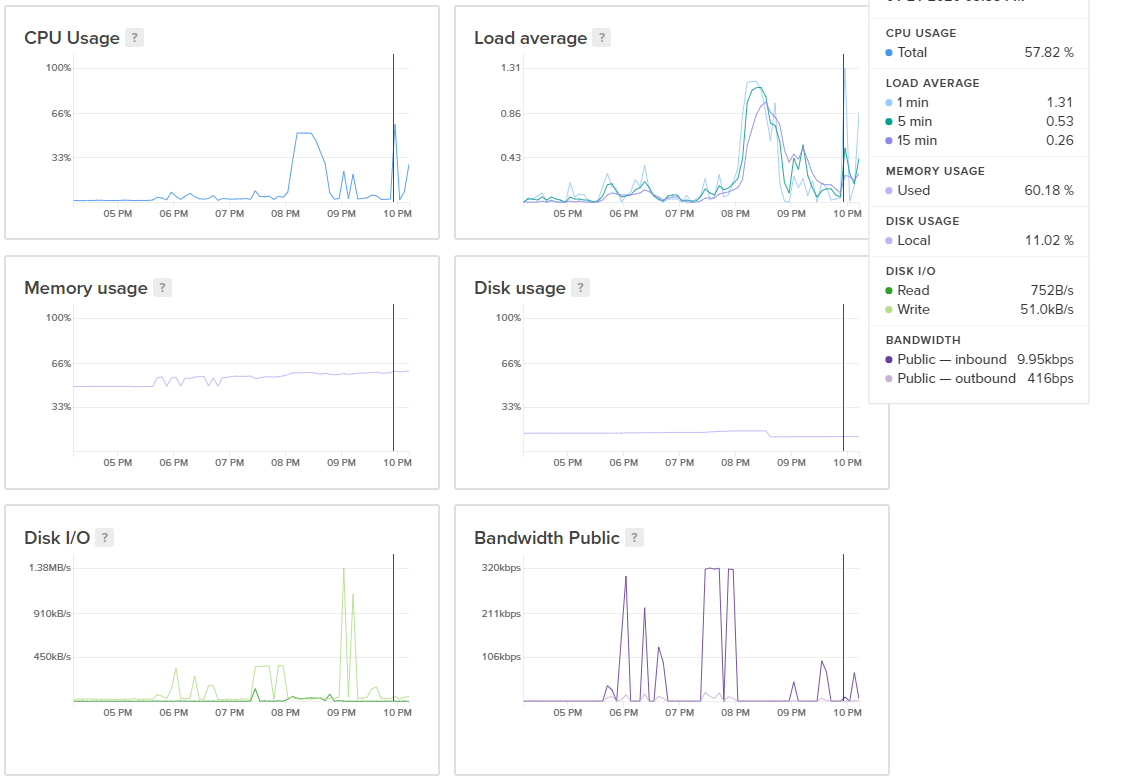 CPU Usage ?
100%
66%
33%
05 PM 06 PM 07 PM 08 PM 09 PM 10 PM
Load average ?
1.31
0.86
0.43
05 PM 06 PM 07 PM 08 PM 09 PM 10 PM
CPU USAGE
Total 57.82 %
LOAD AVERAGE
1 min 1.31
5 min 0.53
15 min 0.26
MEMORY USAGE
Used 60.18 %
DISK USAGE
Local 11.02 %
DISK I/O
Read 752B/s
Write 51.0kB/s
BANDWIDTH
Public — inbound 9.95kbps
Public — outbound 416bps
Memory usage ?
100%
66%
33%
05 PM 06 PM 07 PM 08 PM 09 PM 10 PM
Disk usage ?
100%
66%
33%
05 PM 06 PM 07 PM 08 PM 09 PM 10 PM
Disk I/O ?
1.38MB/s
910kB/s
450kB/s
05 PM 06 PM 07 PM 08 PM 09 PM 10 PM
Bandwidth Public ?
320kbps
211kbps
106kbps
05 PM 06 PM 07 PM 08 PM 09 PM 10 PM